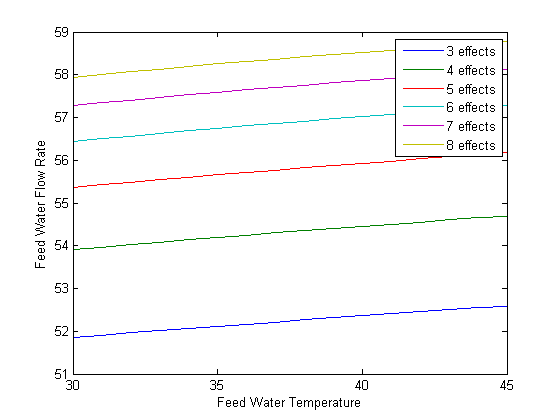 59
58
57
56
55
54
53
52
51
Feed Water Flow Rate
3 effects
4 effects
5 effects
6 effects
7 effects
8 effects
30
35
40
45
Feed Water Temperature